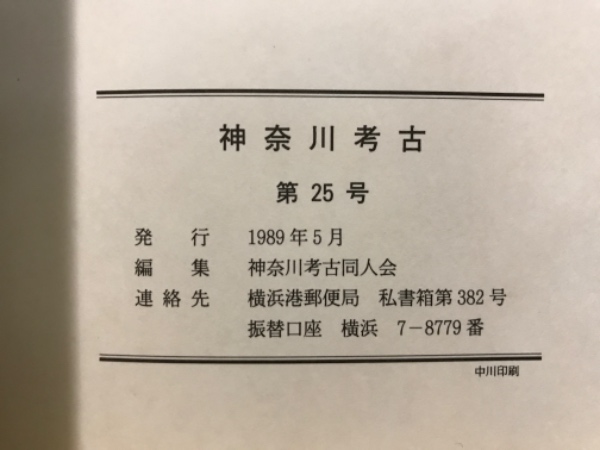 神奈川考古
第25号
発行 1989年5月
編集 神奈川考古同人会
連絡先 横浜港郵便局 私書箱第382号
振替口座 横浜 7-8779番
中川印刷